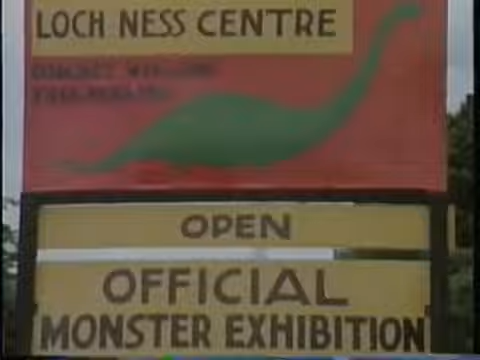 LOCH NESS CENTRE
OPEN
OFFICIAL
MONSTER EXHIBITION